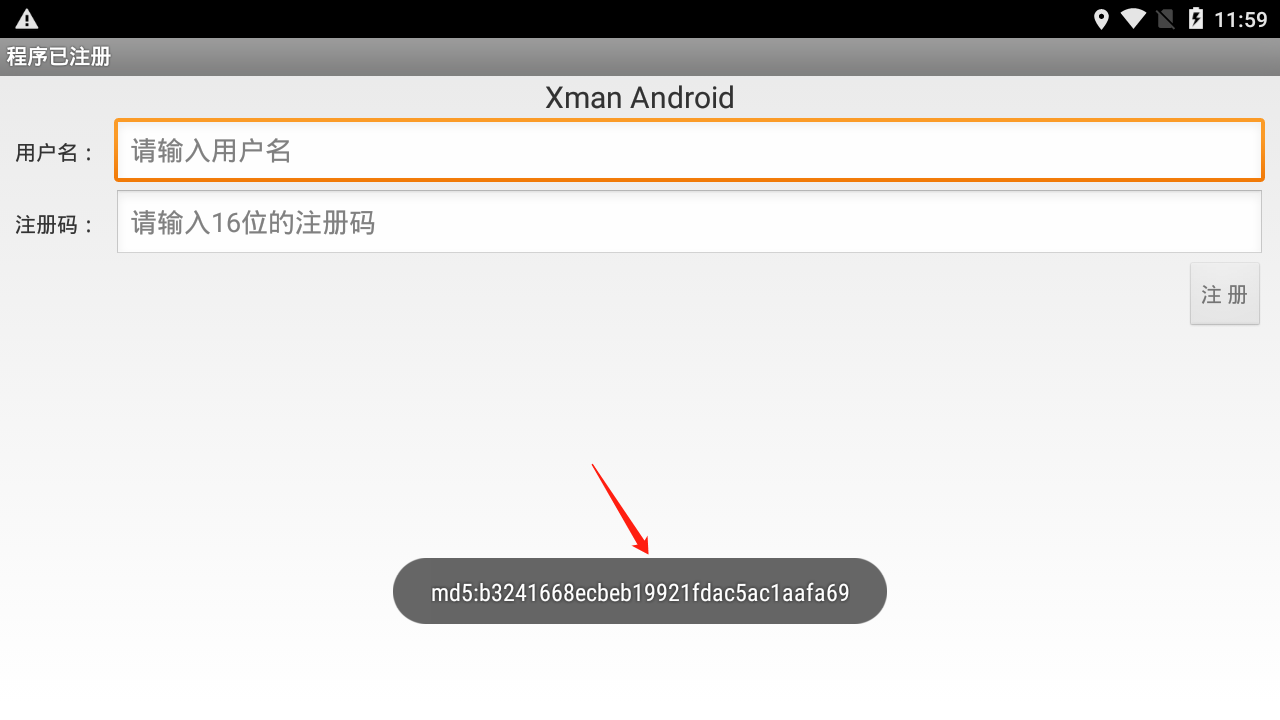 11:59
程序已注册
Xman Android
用户名：
请输入用户名
注册码：
请输入16位的注册码
注 册
md5:b3241668ecbeb19921fdac5ac1aafa69